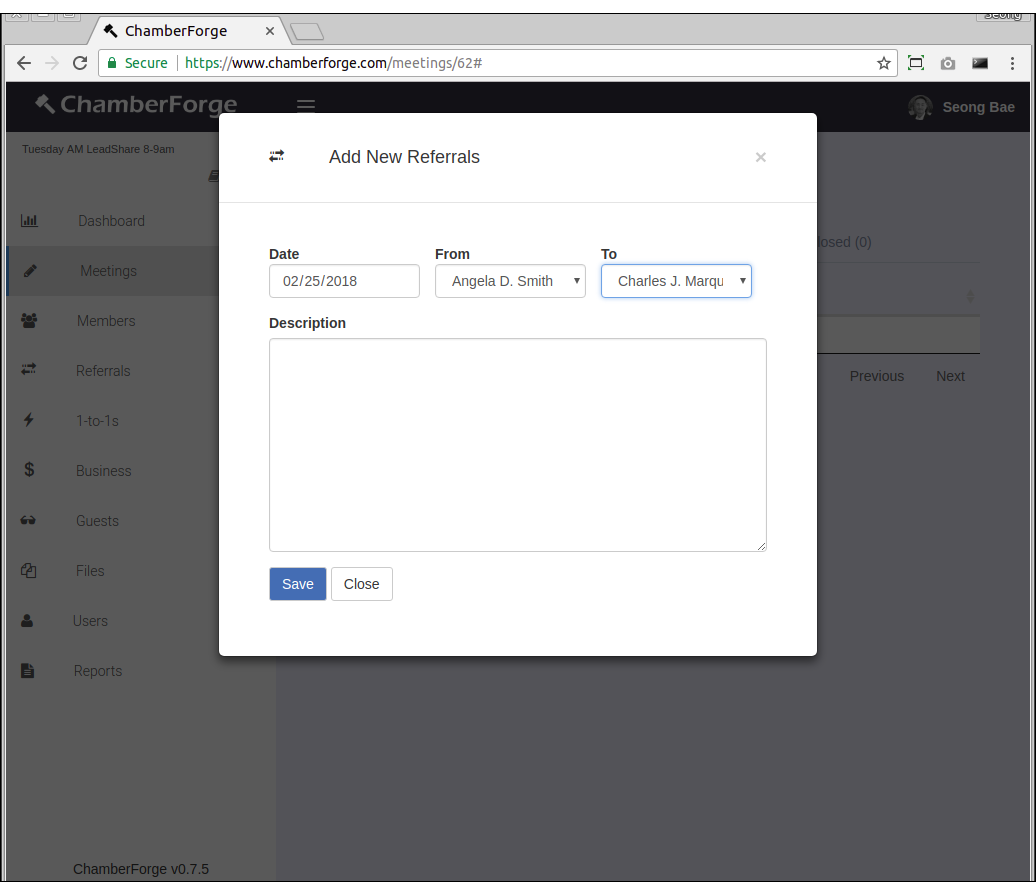 Seong
ChamberForge
Secure https://www.chamberforge.com/meetings/62#
ChamberForge
Seong Bae
Tuesday AM LeadShare 8-9am
Add New Referrals
×
Dashboard
losed (0)
Meetings
Date From To
02/25/2018 Angela D. Smith Charles J. Marqu
Members
Description
Referrals
Previous Next
1-to-1s
Business
Guests
Files
Save Close
Users
Reports
ChamberForge v0.7.5